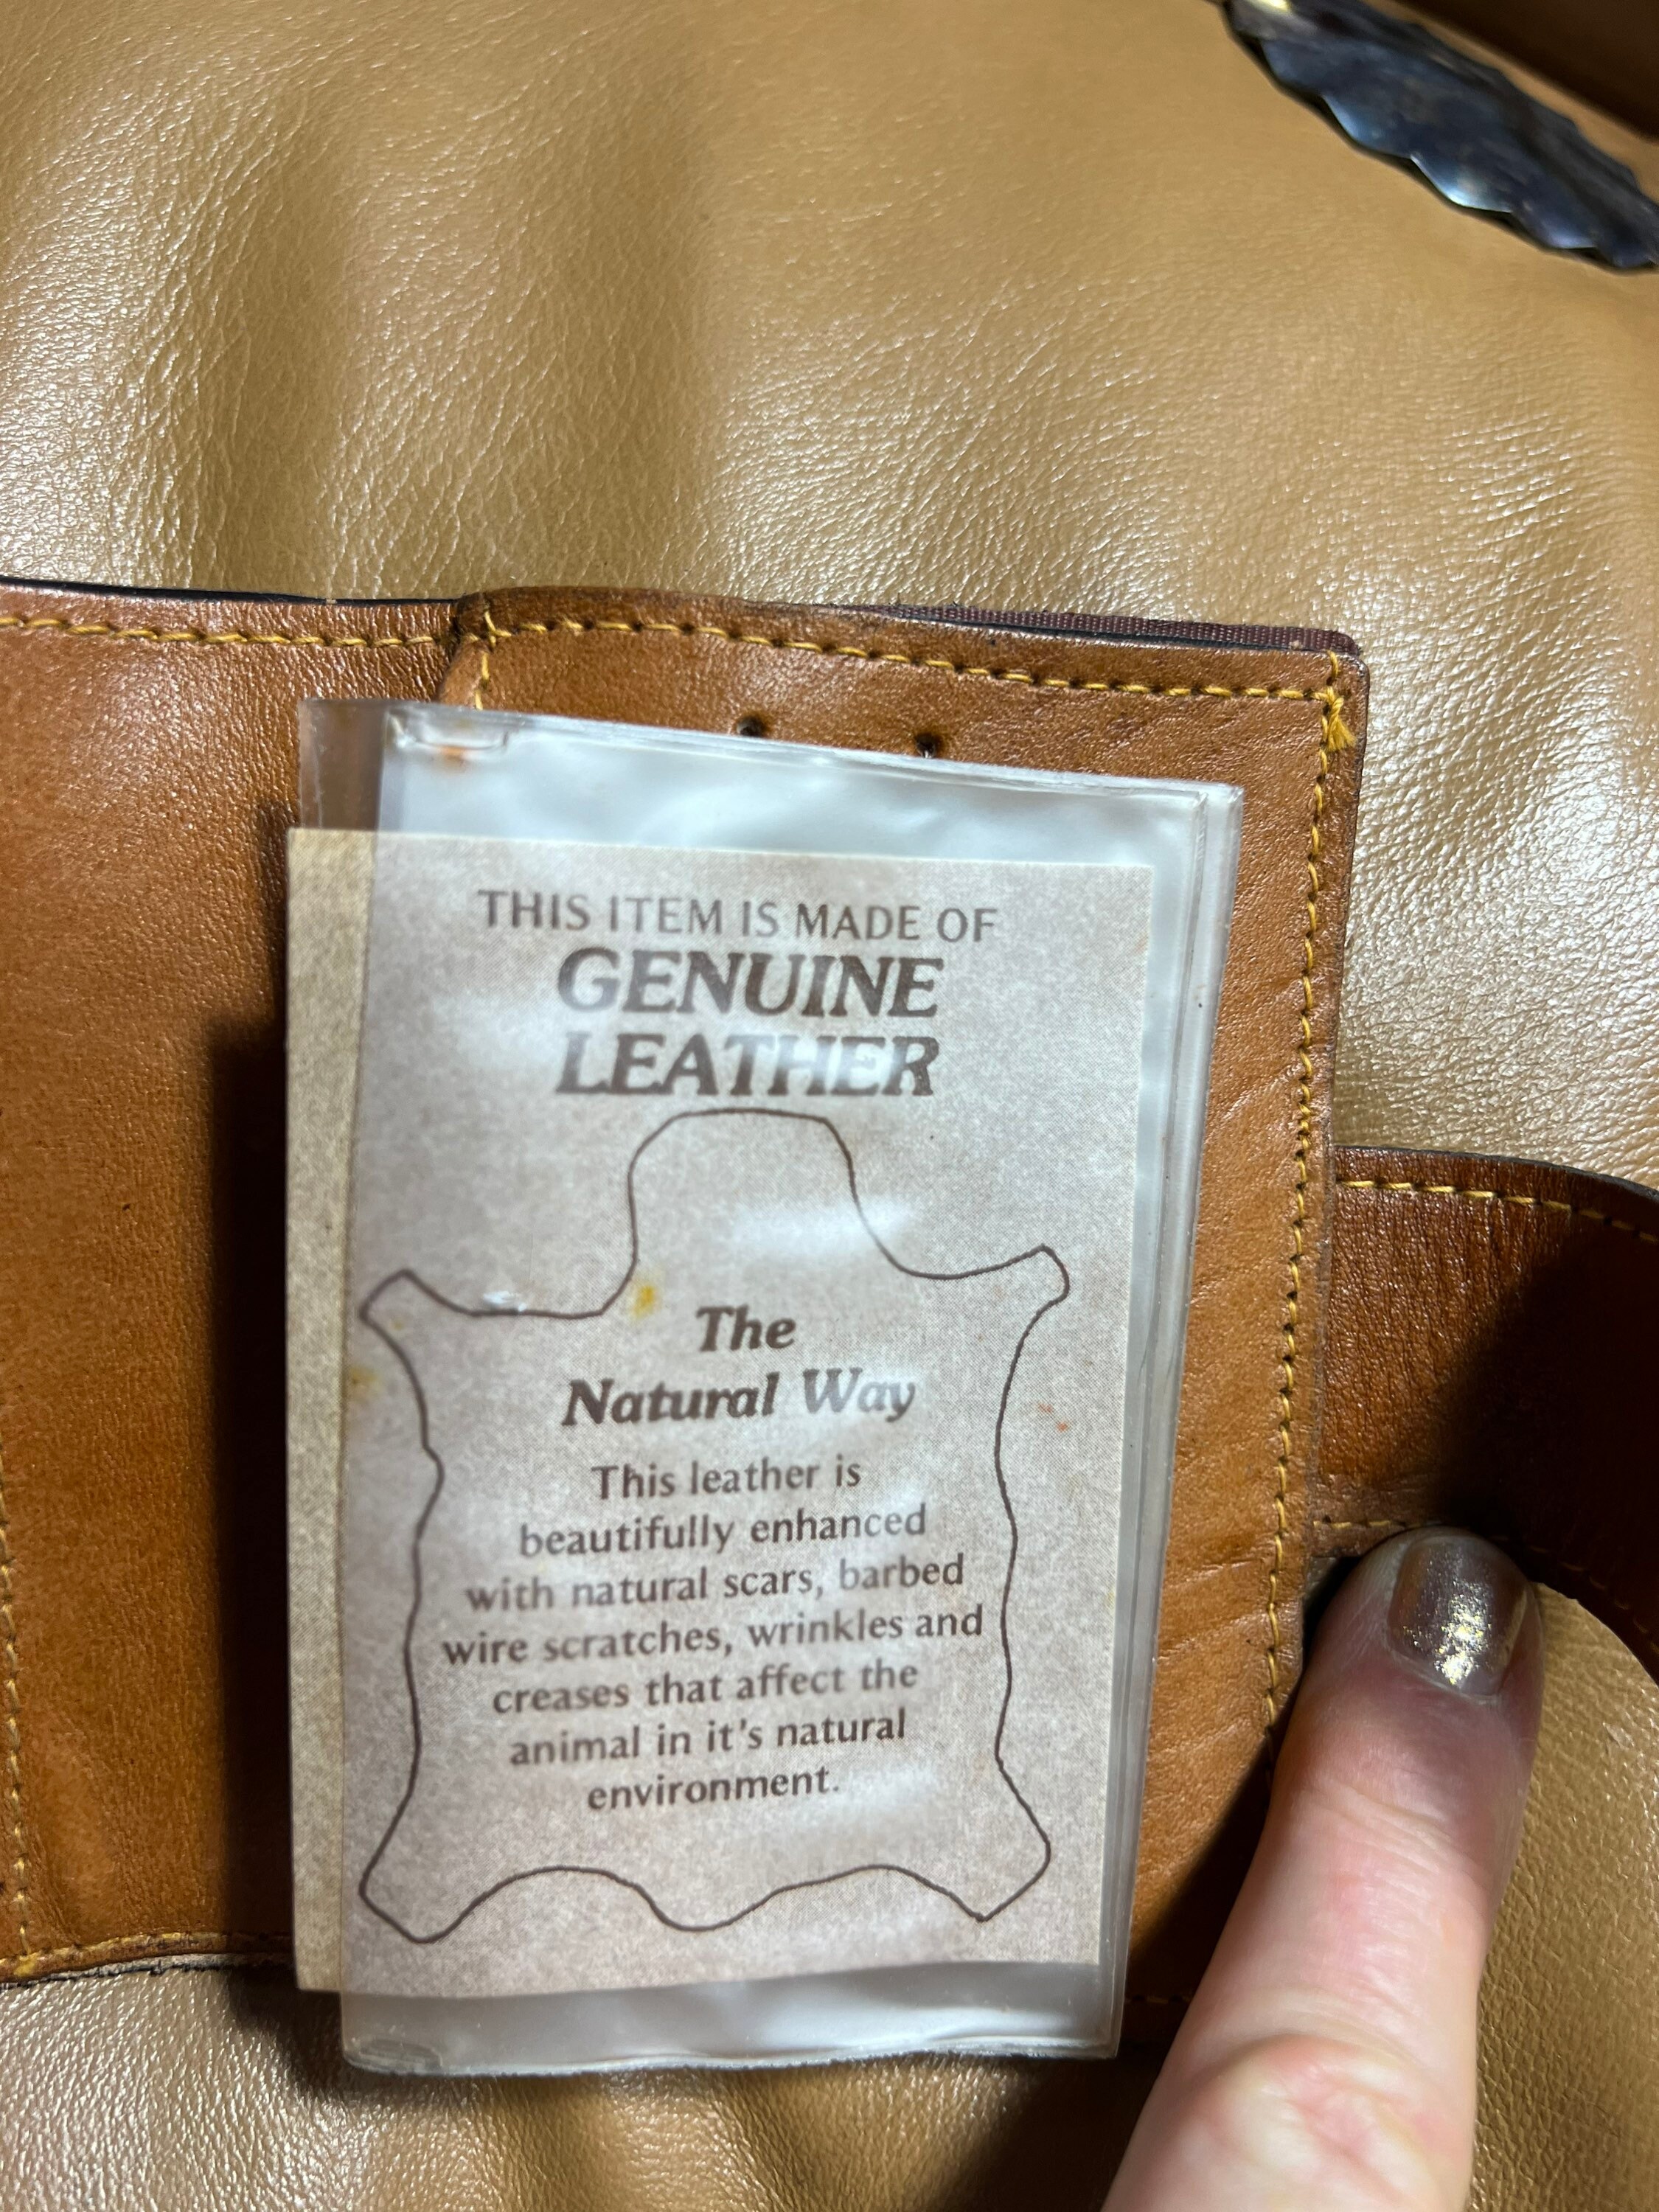 THIS ITEM IS MADE OF
GENUINE
LEATHER
The
Natural Way
This leather is
beautifully enhanced
with natural scars, barbed
wire scratches, wrinkles and
creases that affect the
animal in it's natural
environment.